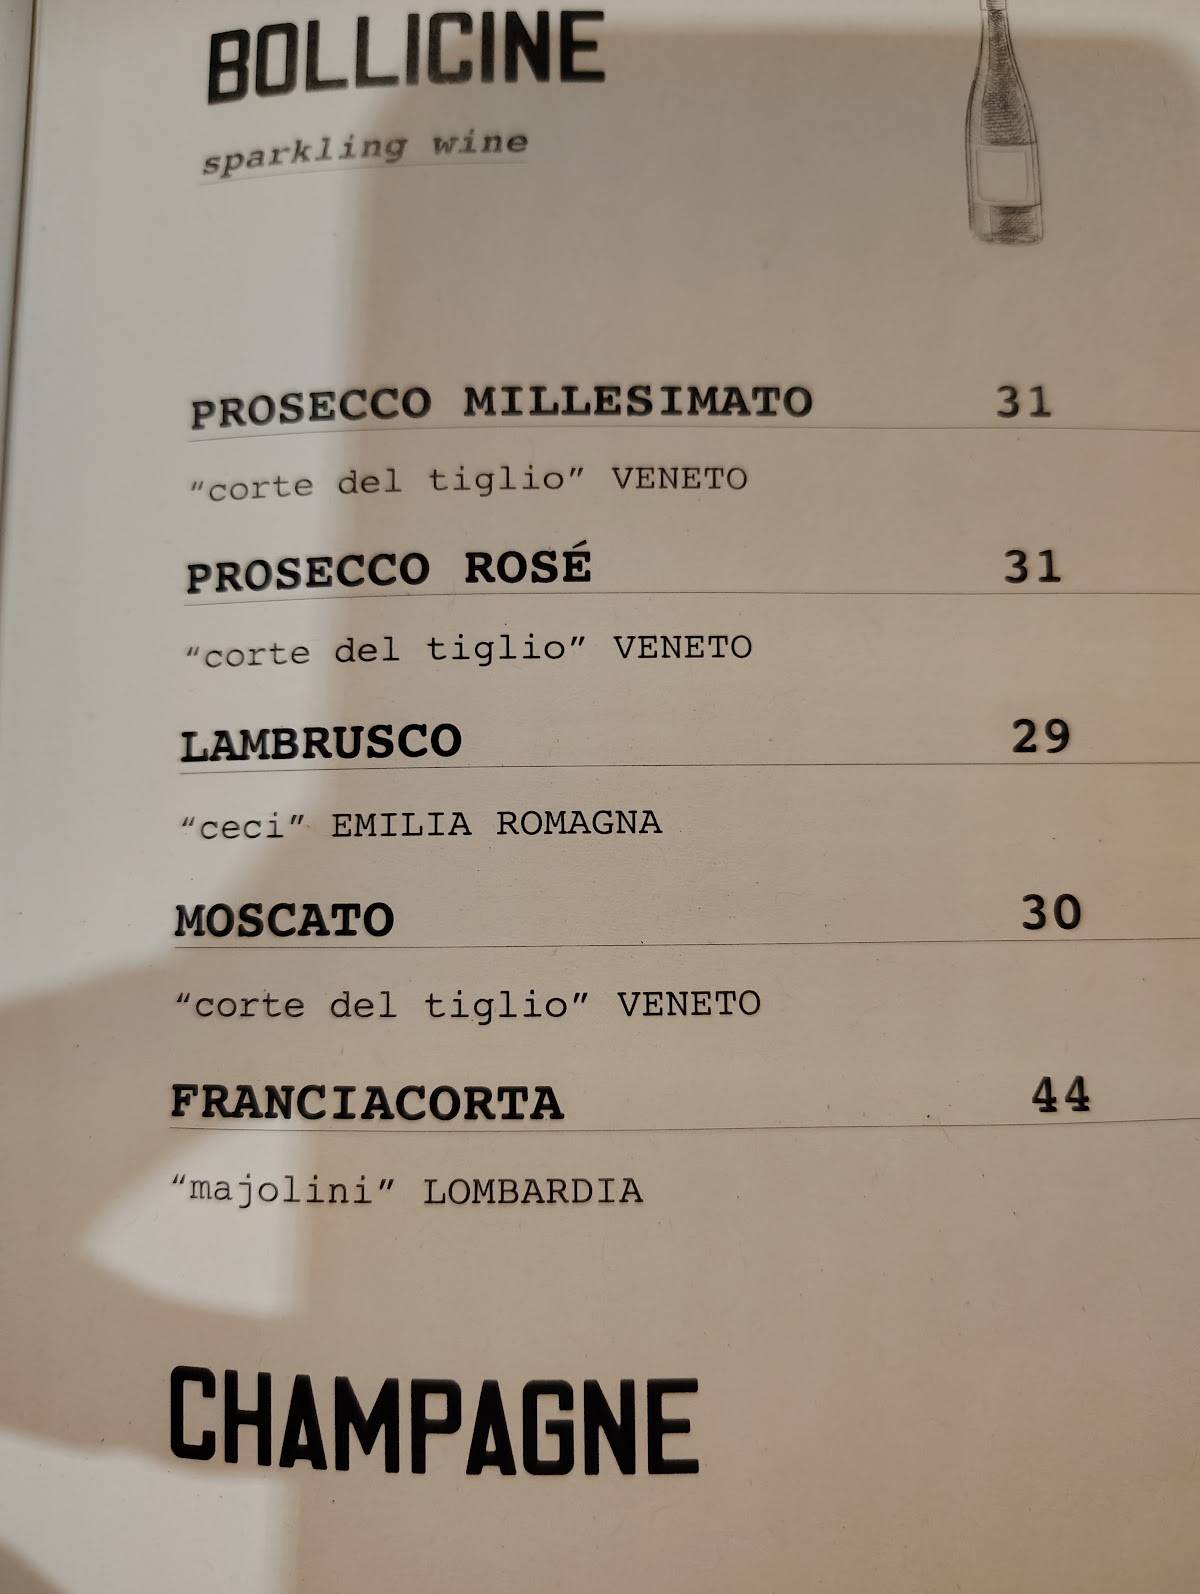 BOLLICINE
sparkling wine
PROSECCO MILLESIMATO 31
“corte del tiglio” VENETO
PROSECCO ROSÉ 31
“corte del tiglio” VENETO
LAMBRUSCO 29
“ceci” EMILIA ROMAGNA
MOSCATO 30
“corte del tiglio” VENETO
FRANCIACORTA 44
“majolini” LOMBARDIA
CHAMPAGNE